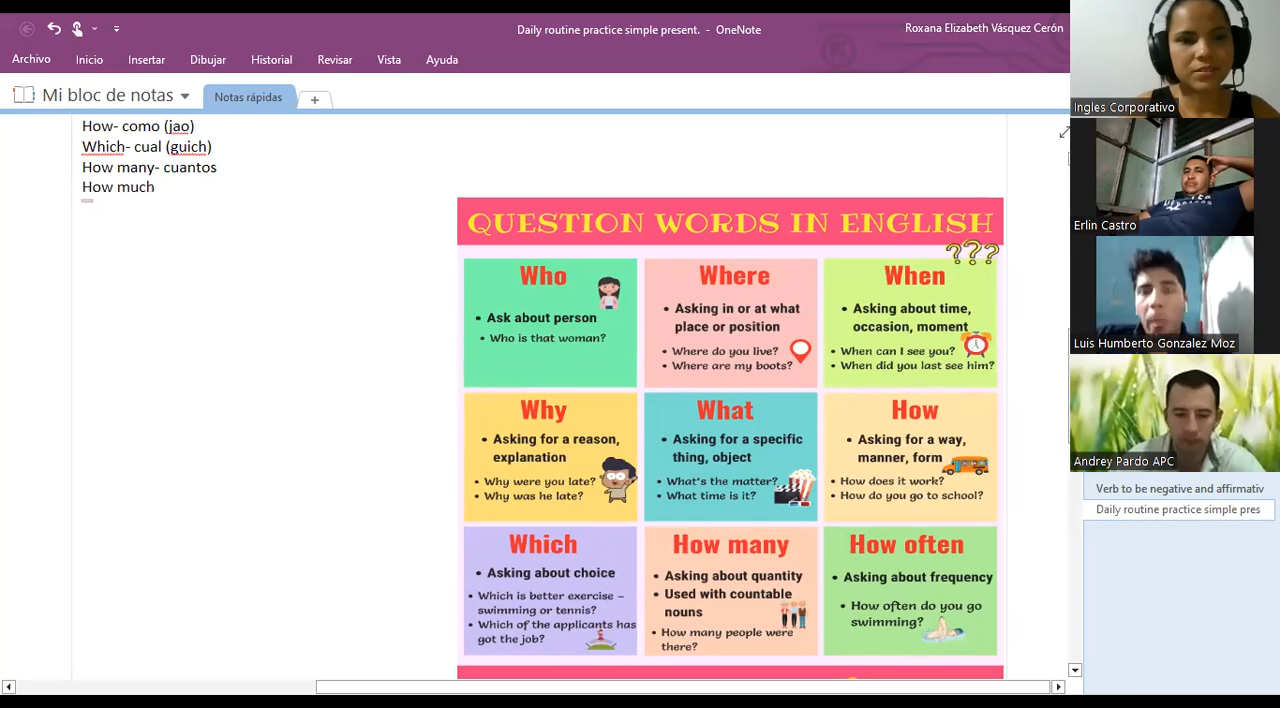 Daily routine practice simple present. - OneNote
Roxana Elizabeth Vásquez Cerón
Archivo
Inicio
Insertar
Dibujar
Historial
Revisar
Vista
Ayuda
Mi bloc de notas
Notas rápidas
+
How- como (jao)
Which- cual (guich)
How many- cuantos
How much
QUESTION WORDS IN ENGLISH
???
Who
• Ask about person
• Who is that woman?
Where
• Asking in or at what
place or position
• Where do you live?
• Where are my boots?
When
• Asking about time,
occasion, moment
• When can I see you?
• When did you last see him?
Why
• Asking for a reason,
explanation
• Why were you late?
• Why was he late?
What
• Asking for a specific
thing, object
• What's the matter?
• What time is it?
How
• Asking for a way,
manner, form
• How does it work?
• How do you go to school?
Which
• Asking about choice
• Which is better exercise –
swimming or tennis?
• Which of the applicants has
got the job?
How many
• Asking about quantity
• Used with countable
nouns
• How many people were
there?
How often
• Asking about frequency
• How often do you go
swimming?
Ingles Corporativo
Erlin Castro
Luis Humberto Gonzalez Moz
Andrey Pardo APC
Verb to be negative and affirmativ
Daily routine practice simple pres